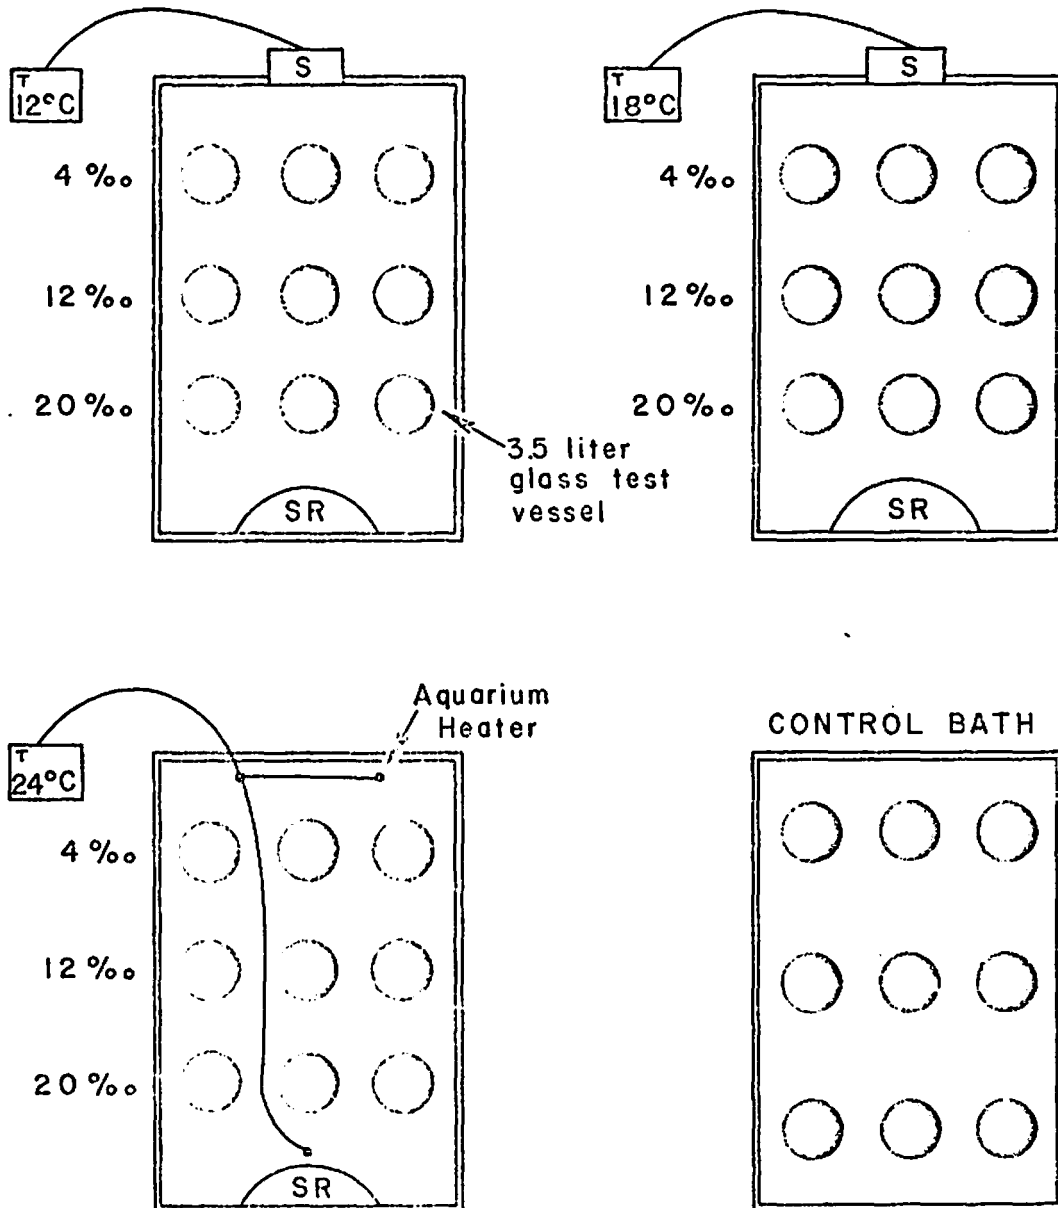 S
T
12°C
4 ‰
12 ‰
20 ‰
SR
3.5 liter
glass test
vessel
S
T
18°C
4 ‰
12 ‰
20 ‰
SR
Aquarium
Heater
T
24°C
4 ‰
12 ‰
20 ‰
SR
CONTROL BATH